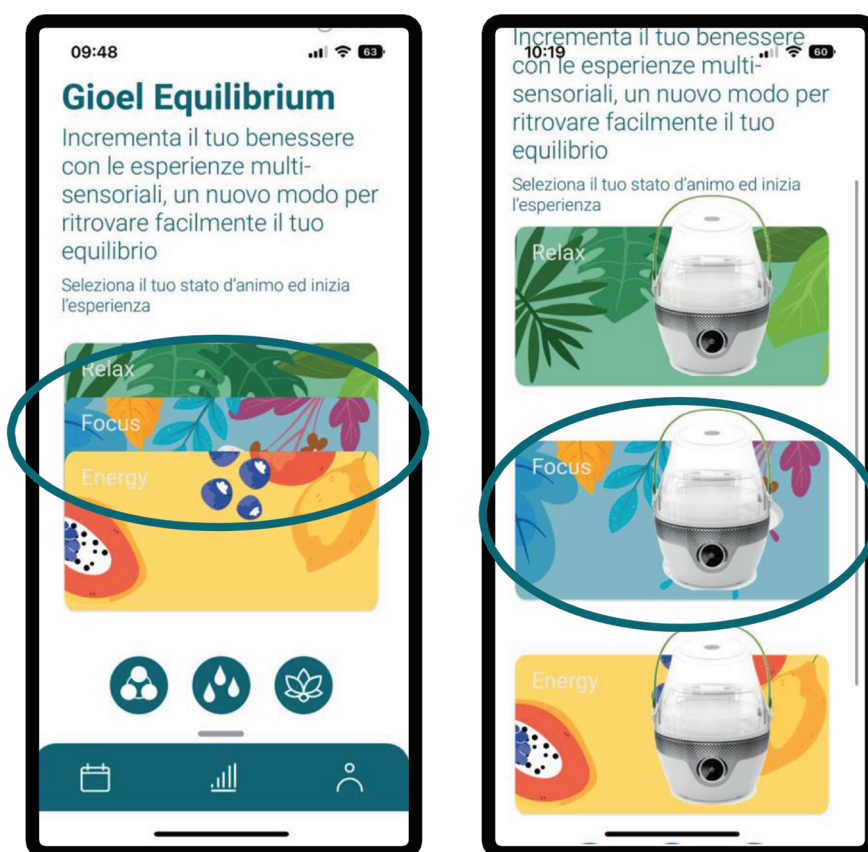 09:48
63
Gioel Equilibrium
Incrementa il tuo benessere
con le esperienze multi-
sensoriali, un nuovo modo per
ritrovare facilmente il tuo
equilibrio
Seleziona il tuo stato d'animo ed inizia
l'esperienza
Relax
Focus
Energy
Incrementa il tuo benessere
10:19
60
con le esperienze multi-
sensoriali, un nuovo modo per
ritrovare facilmente il tuo
equilibrio
Seleziona il tuo stato d'animo ed inizia
l'esperienza
Relax
Focus
Energy